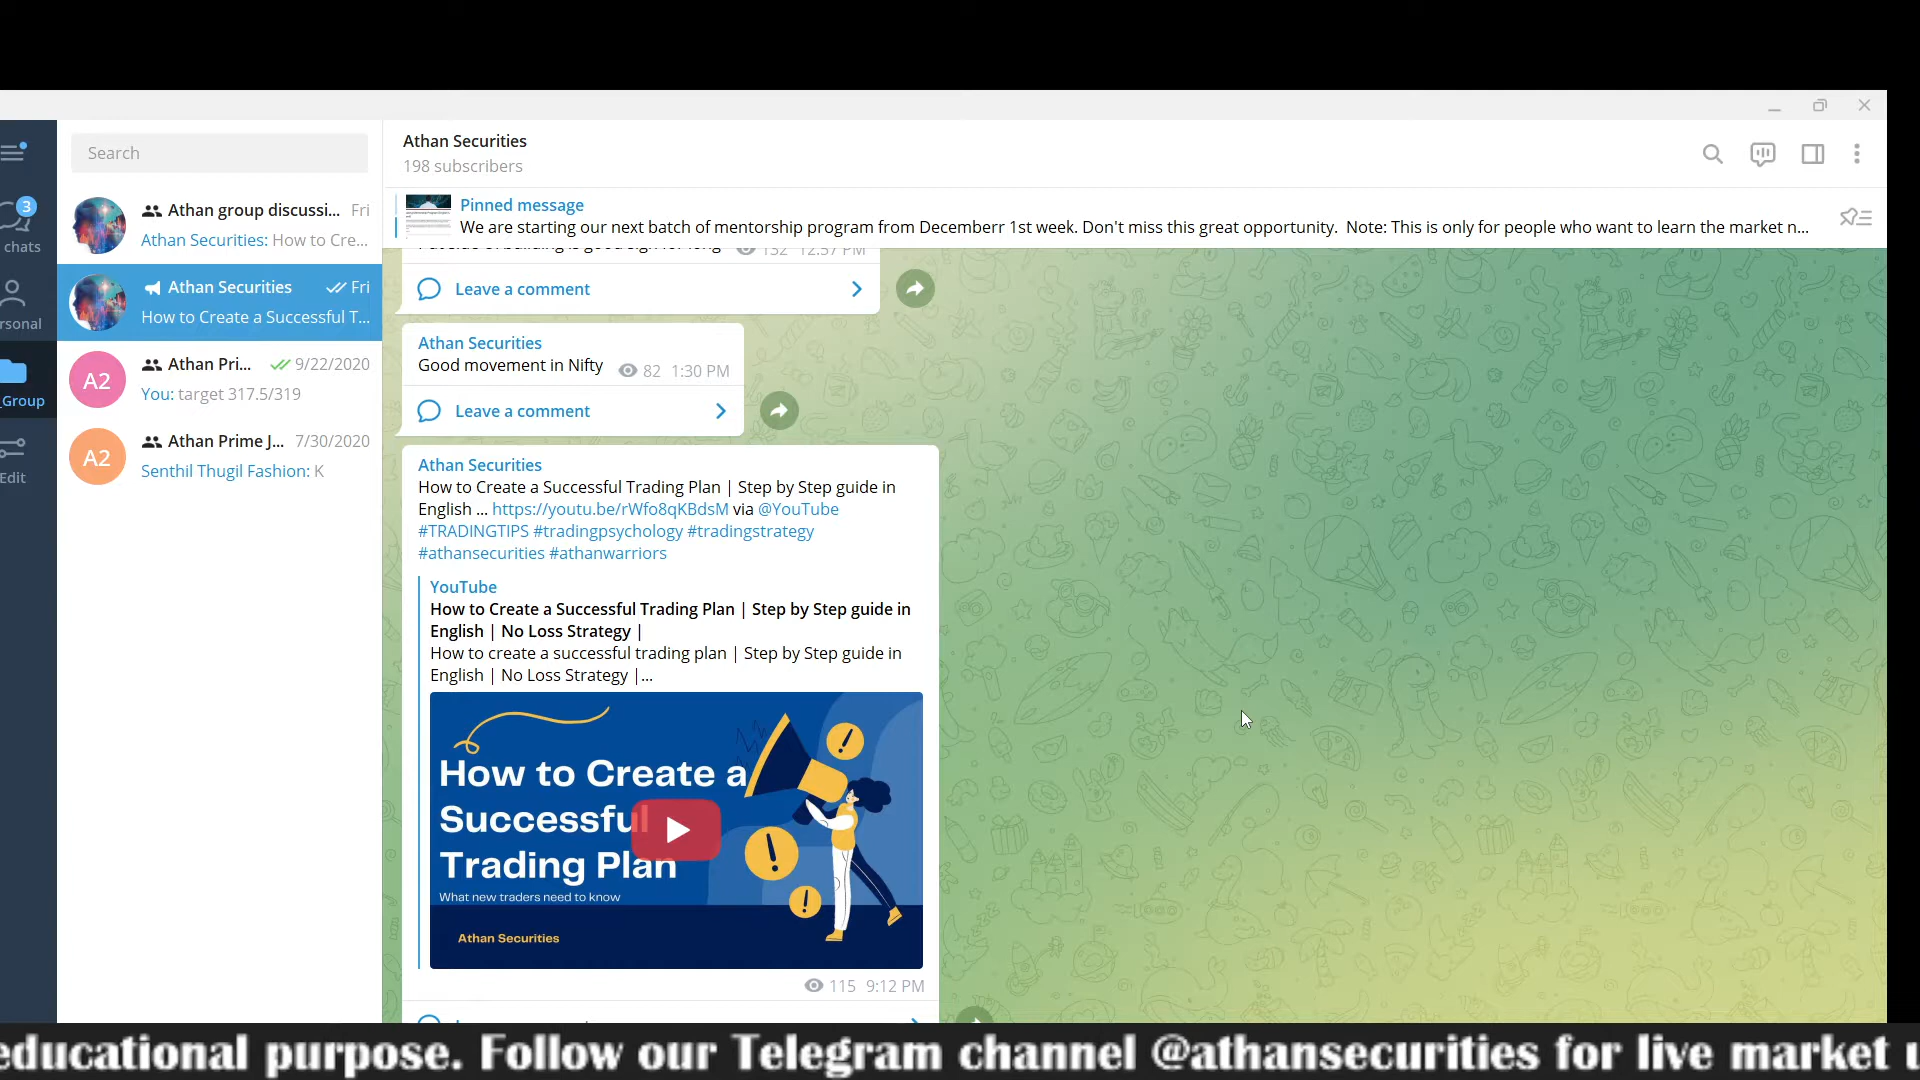 Search
Athan Securities
198 subscribers
3
chats
rsonal
_Group
Edit
Athan group discussi... Fri
Athan Securities: How to Cre...
Athan Securities Fri
How to Create a Successful T...
A2
Athan Pri... 9/22/2020
You: target 317.5/319
A2
Athan Prime J... 7/30/2020
Senthil Thugil Fashion: K
Pinned message
We are starting our next batch of mentorship program from Decemberr 1st week. Don't miss this great opportunity. Note: This is only for people who want to learn the market n...
Leave a comment
Athan Securities
Good movement in Nifty 82 1:30 PM
Leave a comment
Athan Securities
How to Create a Successful Trading Plan | Step by Step guide in
English ... https://youtu.be/rWfo8qKBdsM via @YouTube
#TRADINGTIPS #tradingpsychology #tradingstrategy
#athansecurities #athanwarriors
YouTube
How to Create a Successful Trading Plan | Step by Step guide in
English | No Loss Strategy |
How to create a successful trading plan | Step by Step guide in
English | No Loss Strategy |...
How to Create a
Successful
Trading Plan
What new traders need to know
Athan Securities
115 9:12 PM
educational purpose. Follow our Telegram channel @athansecurities for live market u